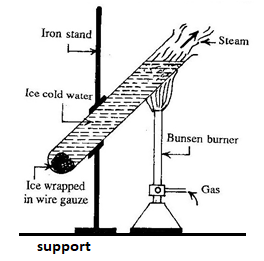 Iron stand
Steam
Ice cold water
Bunsen burner
Ice wrapped
in wire gauze
Gas
support